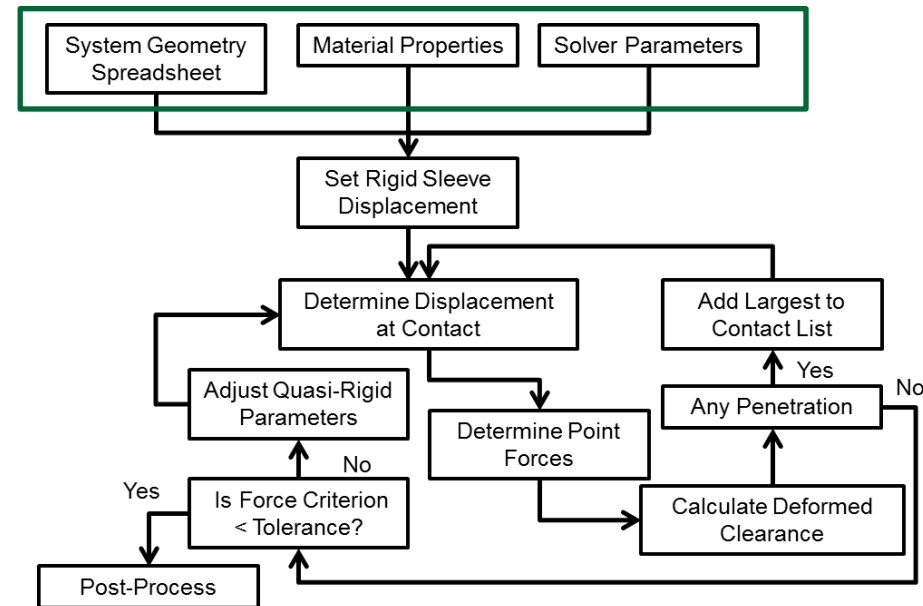 System Geometry
Spreadsheet
Material Properties
Solver Parameters
Set Rigid Sleeve
Displacement
Determine Displacement
at Contact
Add Largest to
Contact List
Yes
No
Adjust Quasi-Rigid
Parameters
Any Penetration
Determine Point
Forces
No
Yes
Is Force Criterion
< Tolerance?
Calculate Deformed
Clearance
Post-Process